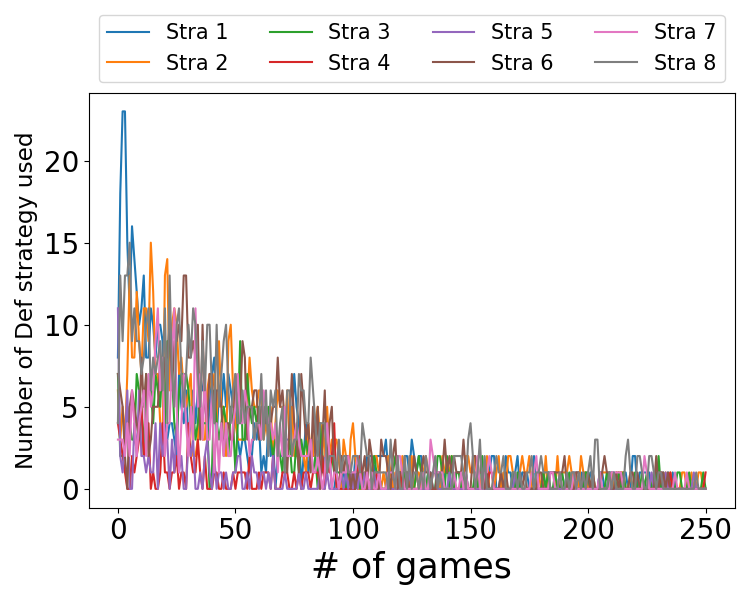 Stra 1 Stra 3 Stra 5 Stra 7
Stra 2 Stra 4 Stra 6 Stra 8
Number of Def strategy used
20
15
10
5
0
0 50 100 150 200 250
# of games